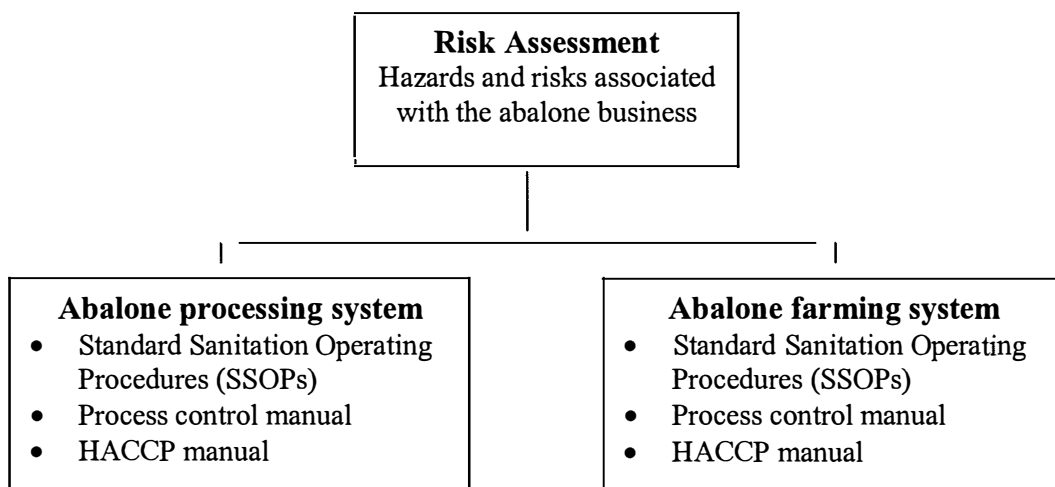 Risk Assessment
Hazards and risks associated
with the abalone business
Abalone processing system
• Standard Sanitation Operating
Procedures (SSOPs)
• Process control manual
• HACCP manual
Abalone farming system
• Standard Sanitation Operating
Procedures (SSOPs)
• Process control manual
• HACCP manual